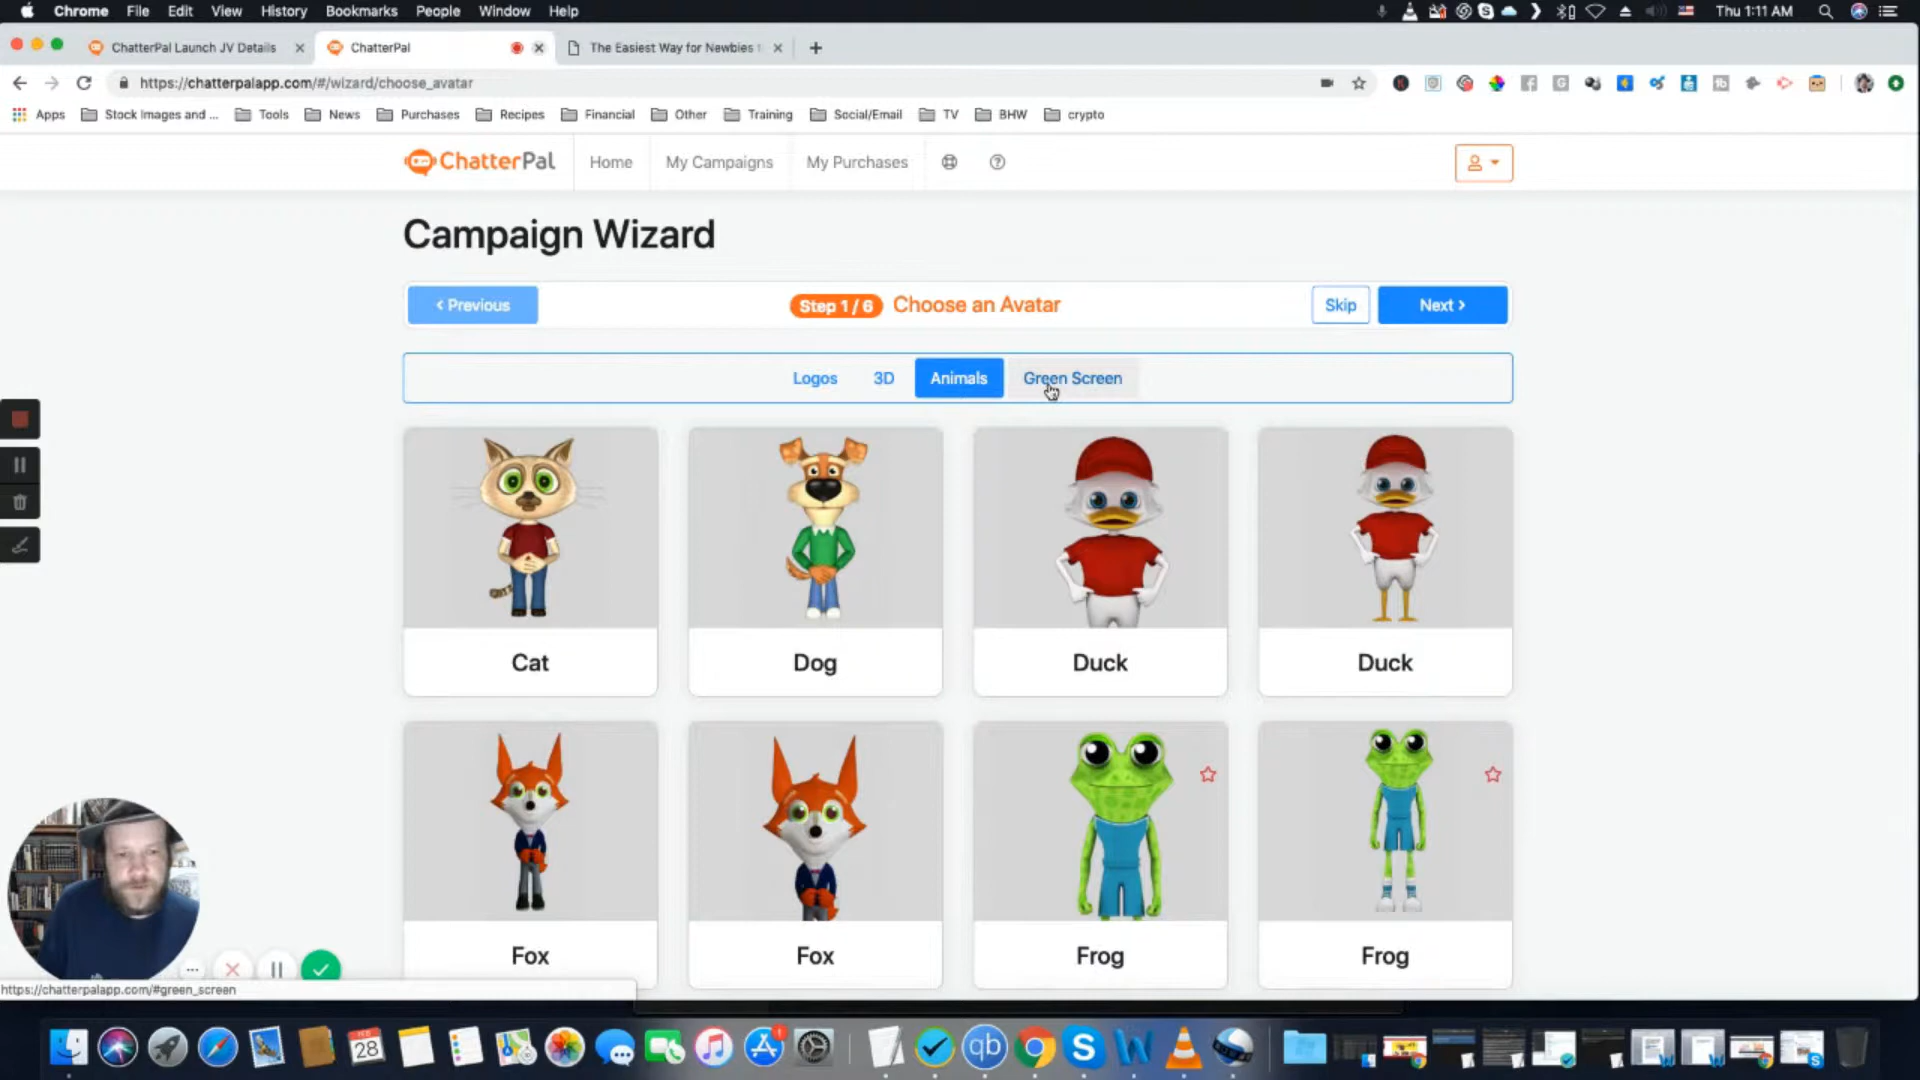 Chrome File Edit View History Bookmarks People Window Help Thu 1:11 AM
ChatterPal Launch JV Details ChatterPal The Easiest Way for Newbies
https://chatterpalapp.com/#/wizard/choose_avatar
Apps Stock Images and ... Tools News Purchases Recipes Financial Other Training Social/Email TV BHW crypto
ChatterPal Home My Campaigns My Purchases
Campaign Wizard
< Previous Step 1 / 6 Choose an Avatar Skip Next >
Logos 3D Animals Green Screen
Cat Dog Duck Duck
Fox Fox Frog Frog
https://chatterpalapp.com/#green_screen
FEB
28
qb